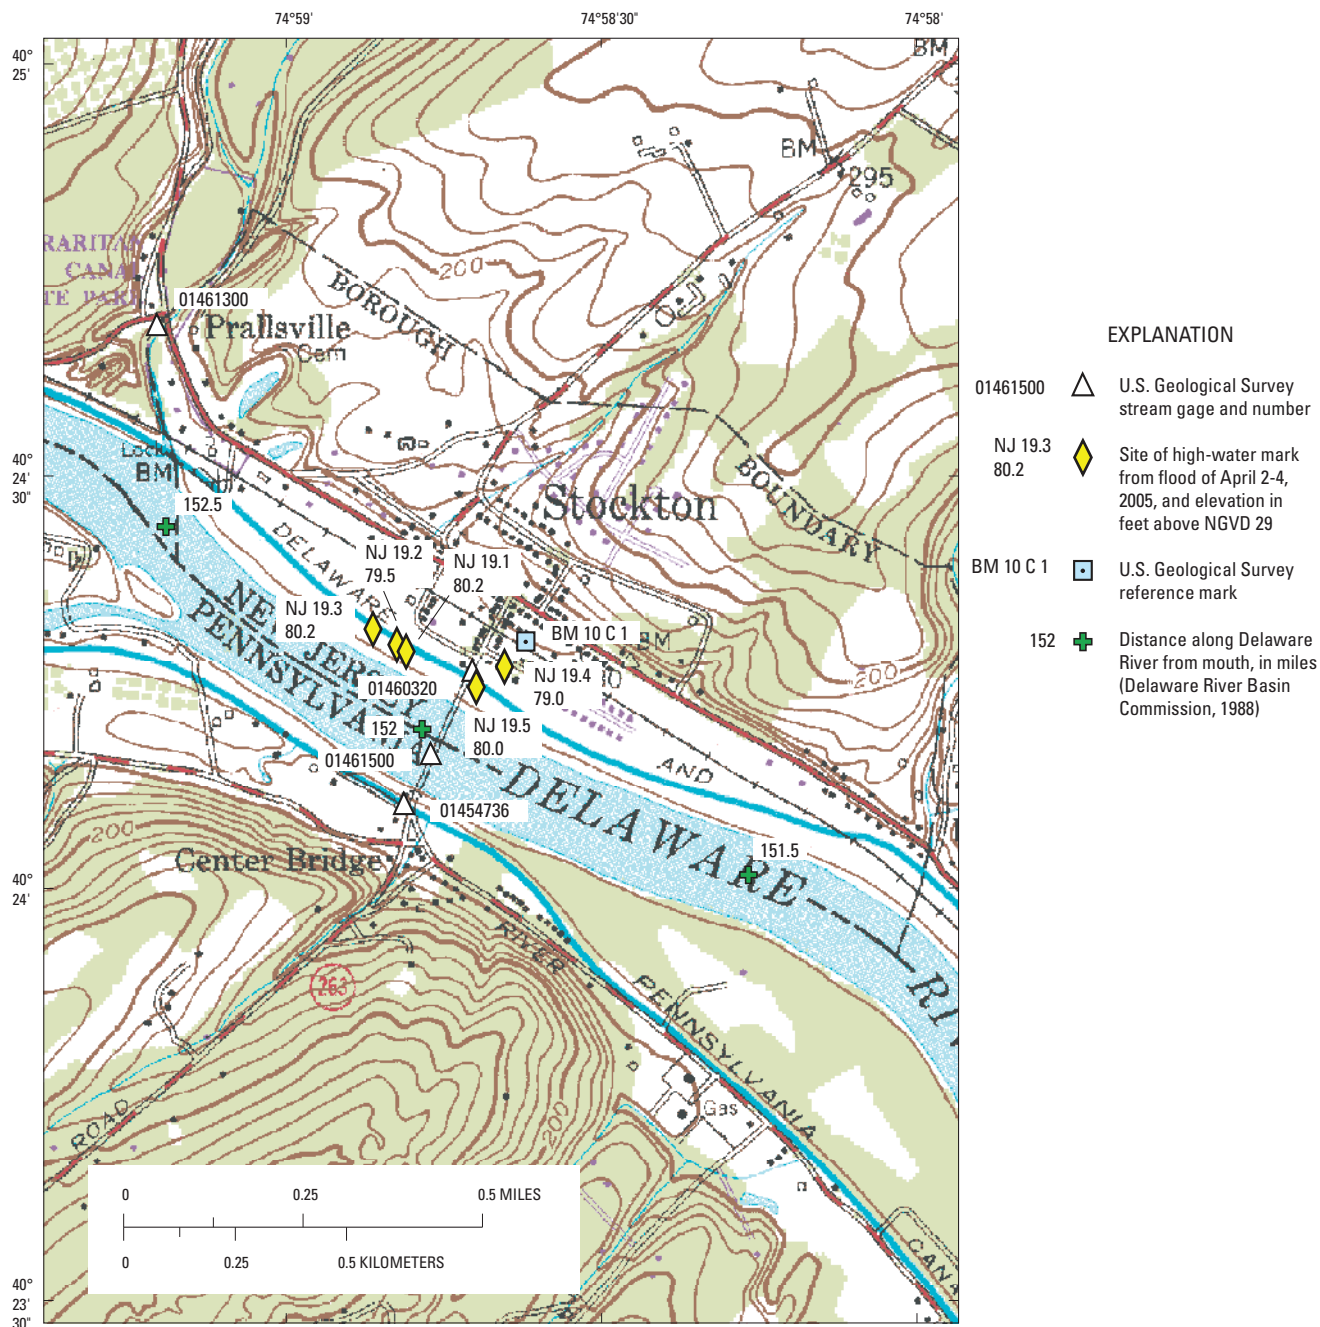 74°59'
74°58'30"
74°58'
40°
25'
40°
24'
30"
40°
24'
40°
23'
30"
BM
BM
295
200
RARITAN
CANAL
TE PARK
01461300
Prallsville
Cem
BOROUGH
BOUNDARY
Lock
BM
152.5
Stockton
DELAWARE
AND
NJ 19.2
79.5
NJ 19.1
80.2
NJ 19.3
80.2
NEW JERSEY
PENNSYLVA
BM 10 C 1
BM
NJ 19.4
79.0
200
01460320
152
NJ 19.5
80.0
01461500
01454736
DELAWARE
RI
151.5
200
Center Bridge
RIVER
263
ROAD
PENNSYLVANIA
CANA
Gas
200
0
0.25
0.5 MILES
0
0.25
0.5 KILOMETERS
EXPLANATION
01461500
U.S. Geological Survey
stream gage and number
NJ 19.3
80.2
Site of high-water mark
from flood of April 2-4,
2005, and elevation in
feet above NGVD 29
BM 10 C 1
U.S. Geological Survey
reference mark
152
Distance along Delaware
River from mouth, in miles
(Delaware River Basin
Commission, 1988)